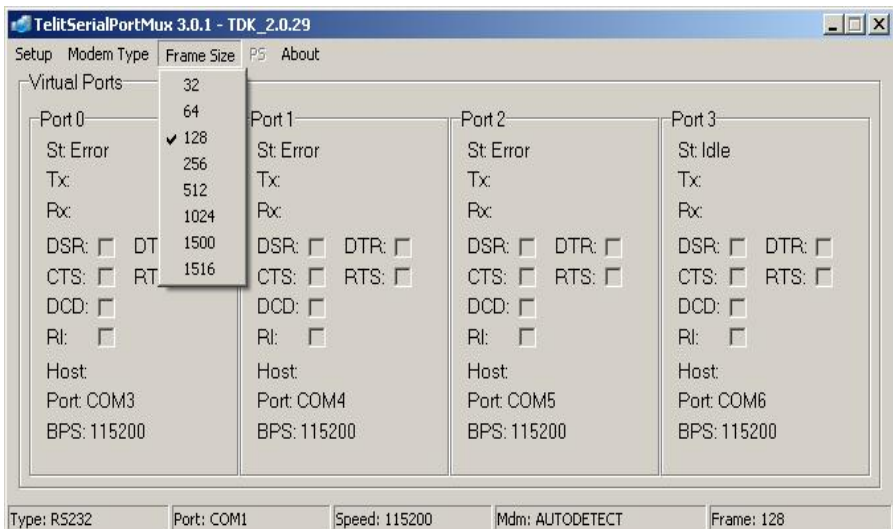 TelitSerialPortMux 3.0.1 - TDK_2.0.29
Setup Modem Type Frame Size PS About
32
64
128
256
512
1024
1500
1516
Virtual Ports
Port 0
St: Error
Tx:
Rx:
DSR: DT
CTS: RT
DCD:
RI:
Host:
Port: COM3
BPS: 115200
Port 1
St: Error
Tx:
Rx:
DSR: DTR:
CTS: RTS:
DCD:
RI:
Host:
Port: COM4
BPS: 115200
Port 2
St: Error
Tx:
Rx:
DSR: DTR:
CTS: RTS:
DCD:
RI:
Host:
Port: COM5
BPS: 115200
Port 3
St: Idle
Tx:
Rx:
DSR: DTR:
CTS: RTS:
DCD:
RI:
Host:
Port: COM6
BPS: 115200
Type: RS232 Port: COM1 Speed: 115200 Mdm: AUTODETECT Frame: 128